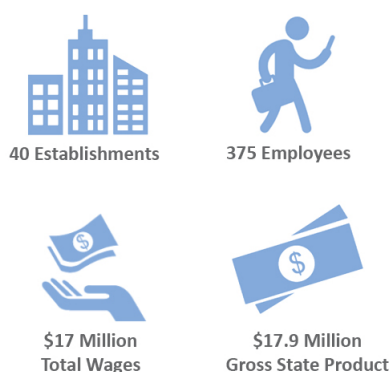 40 Establishments
375 Employees
$
$
$17 Million
Total Wages
$17.9 Million
Gross State Product